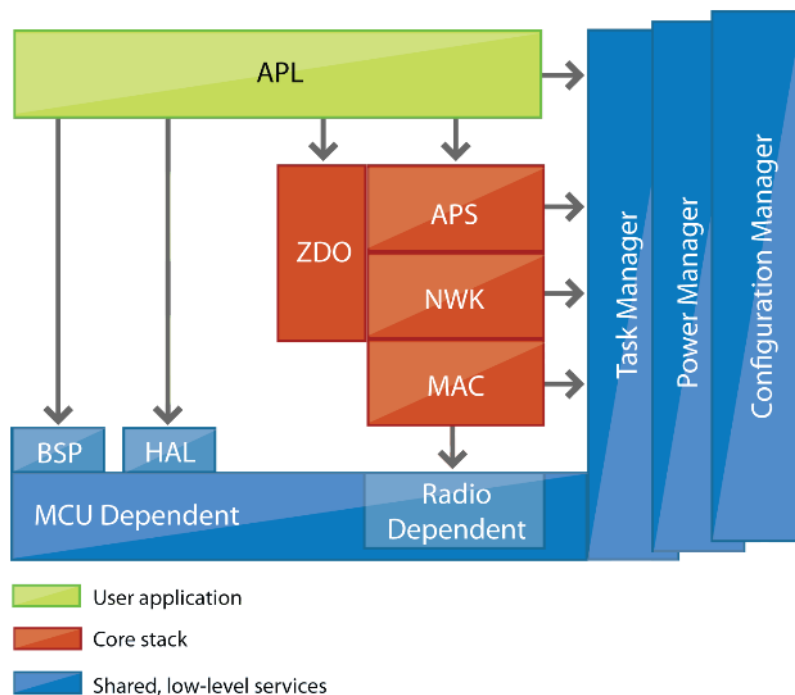 APL
ZDO
APS
NWK
MAC
BSP
HAL
MCU Dependent
Radio
Dependent
Task Manager
Power Manager
Configuration Manager
User application
Core stack
Shared, low-level services